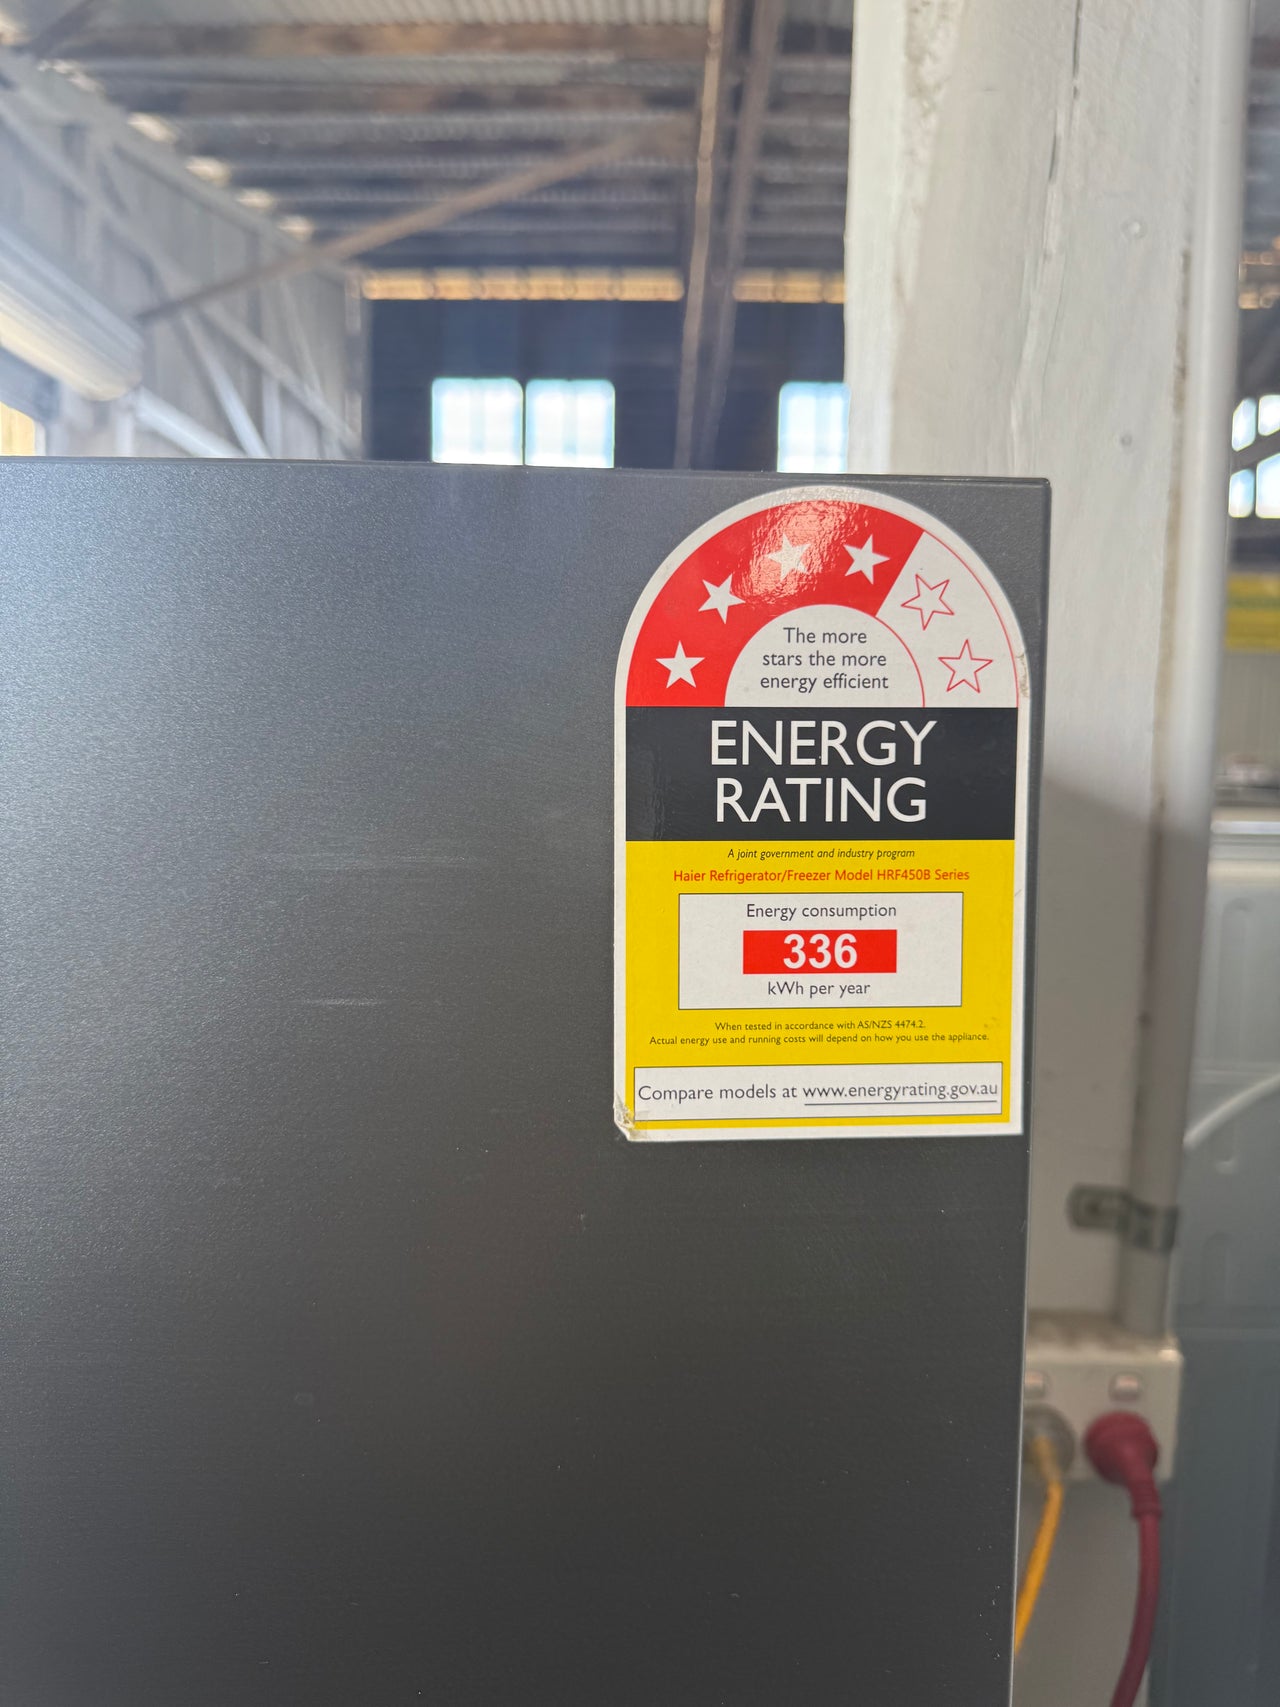 The more
stars the more
energy efficient
ENERGY
RATING
A joint government and industry program
Haier Refrigerator/Freezer Model HRF450B Series
Energy consumption
336
kWh per year
When tested in accordance with AS/NZS 4474.2.
Actual energy use and running costs will depend on how you use the appliance.
Compare models at www.energyrating.gov.au